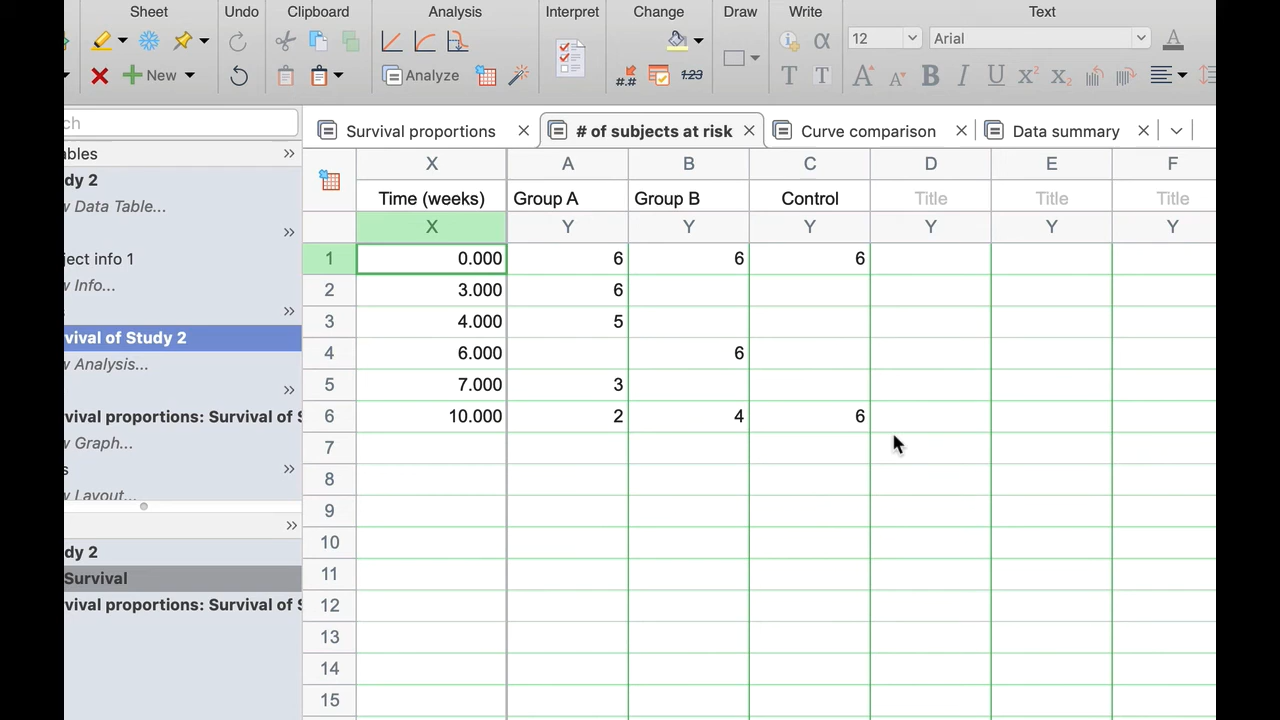 Sheet Undo Clipboard Analysis Interpret Change Draw Write Text
12 Arial
New Analyze #.# 123 α T T A A B I U X² X₂
ch
Survival proportions # of subjects at risk Curve comparison Data summary
ables
dy 2
w Data Table...
ject info 1
w Info...
s
vival of Study 2
w Analysis...
vival proportions: Survival of S
w Graph...
s
w Layout...
dy 2
Survival
vival proportions: Survival of S
X A B C D E F
Time (weeks) Group A Group B Control Title Title Title
X Y Y Y Y Y Y
1 0.000 6 6 6
2 3.000 6
3 4.000 5
4 6.000 6
5 7.000 3
6 10.000 2 4 6
7
8
9
10
11
12
13
14
15